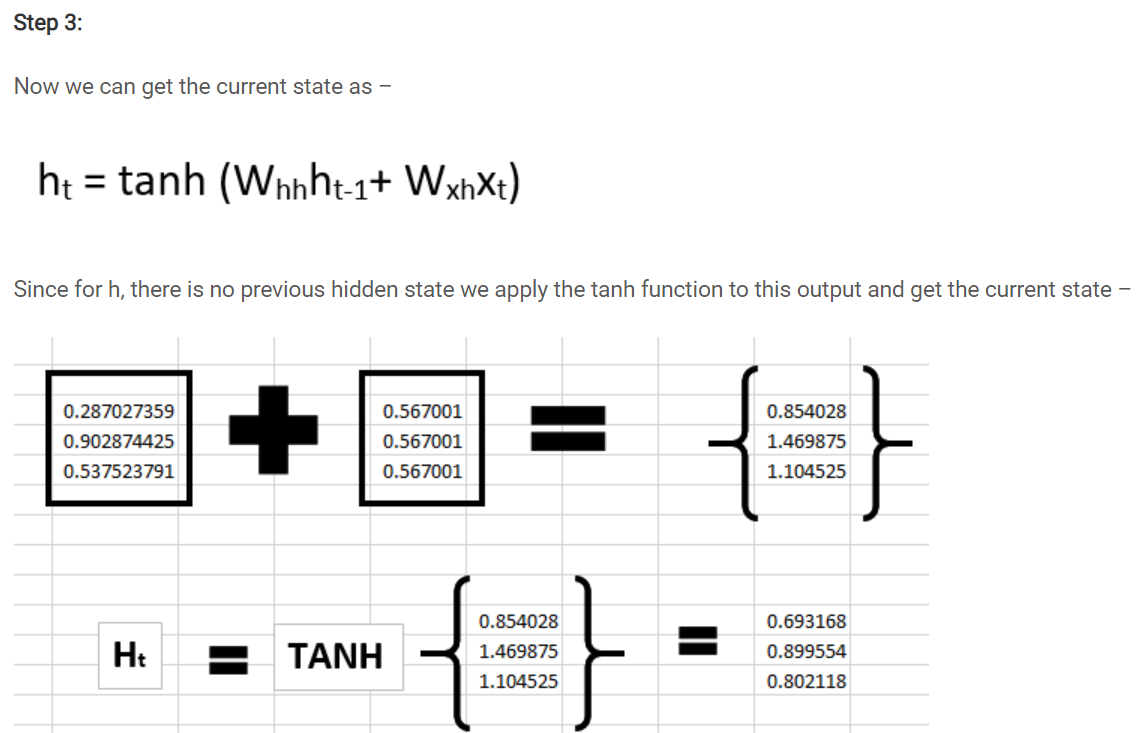 Step 3:
Now we can get the current state as –
hₜ = tanh (Wₕₕhₜ₋₁+ Wₓₕxₜ)
Since for h, there is no previous hidden state we apply the tanh function to this output and get the current state –
0.287027359 0.567001 0.854028
0.902874425 + 0.567001 = 1.469875
0.537523791 0.567001 1.104525
0.854028 0.693168
Hₜ = TANH 1.469875 = 0.899554
1.104525 0.802118